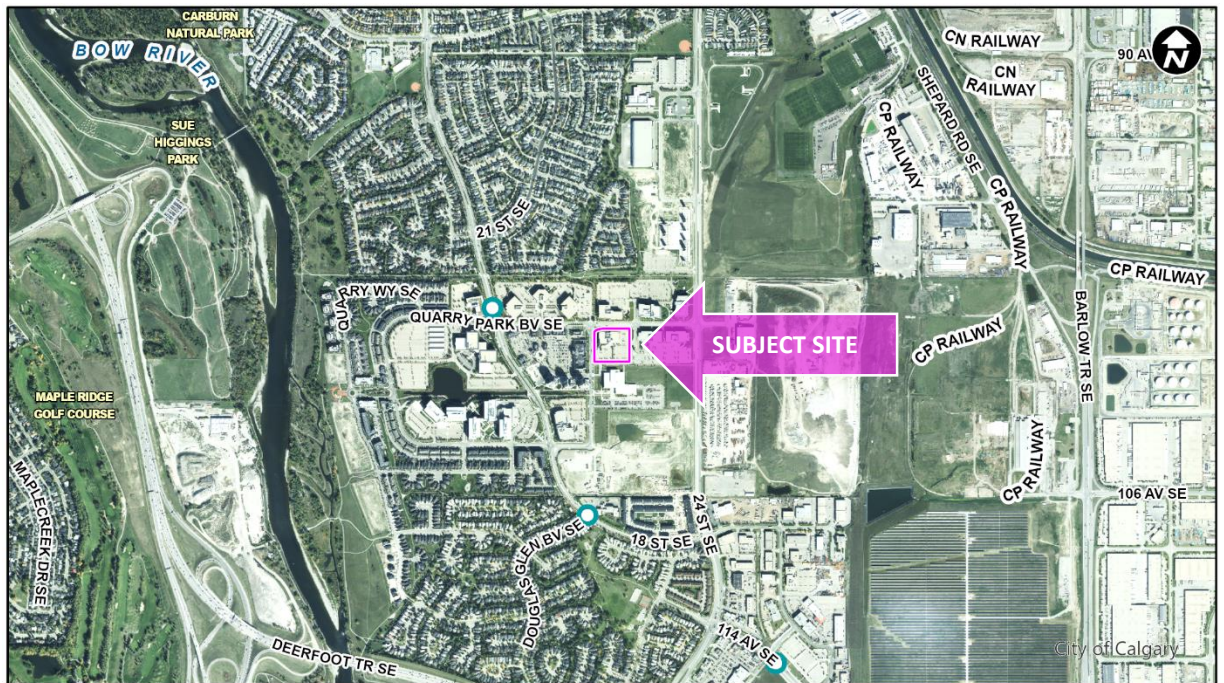 CARBURN
NATURAL PARK
BOW RIVER
SUE
HIGGINGS
PARK
CN RAILWAY
90 AV
N
CN
RAILWAY
SHEPARD RD SE
CP RAILWAY
CP RAILWAY
21 ST SE
CP RAILWAY
QUARRY WY SE
QUARRY PARK BV SE
SUBJECT SITE
CP RAILWAY
BARLOW TR SE
MAPLE RIDGE
GOLF COURSE
MAPLECREEK DR SE
CP RAILWAY
106 AV SE
24 ST SE
18 ST SE
DOUGLAS GLEN BV SE
114 AV SE
DEERFOOT TR SE
City of Calgary